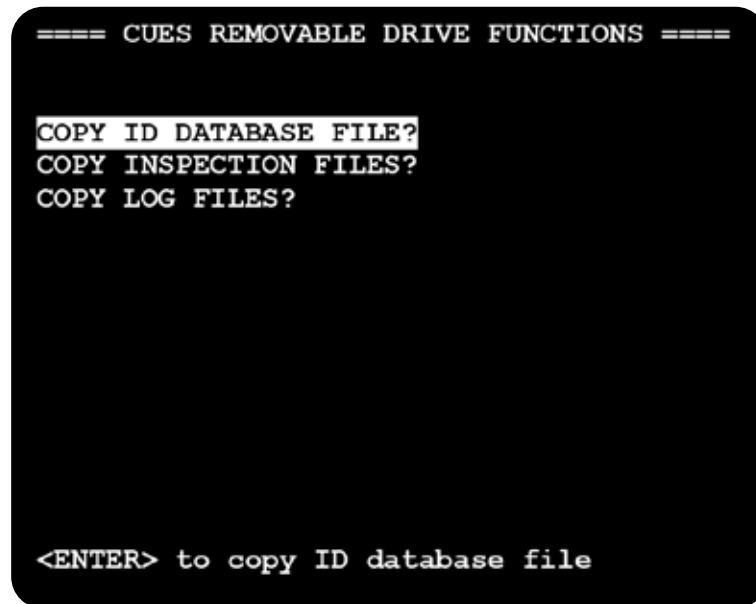 ==== CUES REMOVABLE DRIVE FUNCTIONS ====
COPY ID DATABASE FILE?
COPY INSPECTION FILES?
COPY LOG FILES?
<ENTER> to copy ID database file